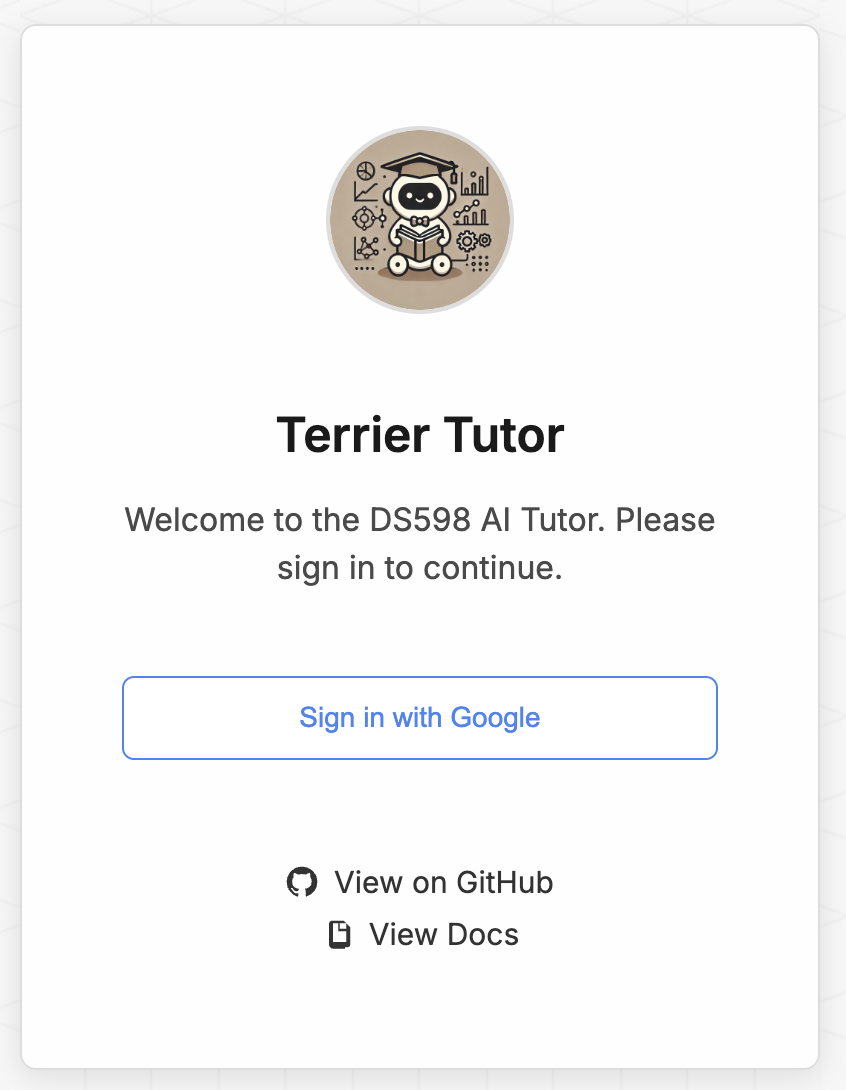 Terrier Tutor
Welcome to the DS598 AI Tutor. Please
sign in to continue.
Sign in with Google
View on GitHub
View Docs